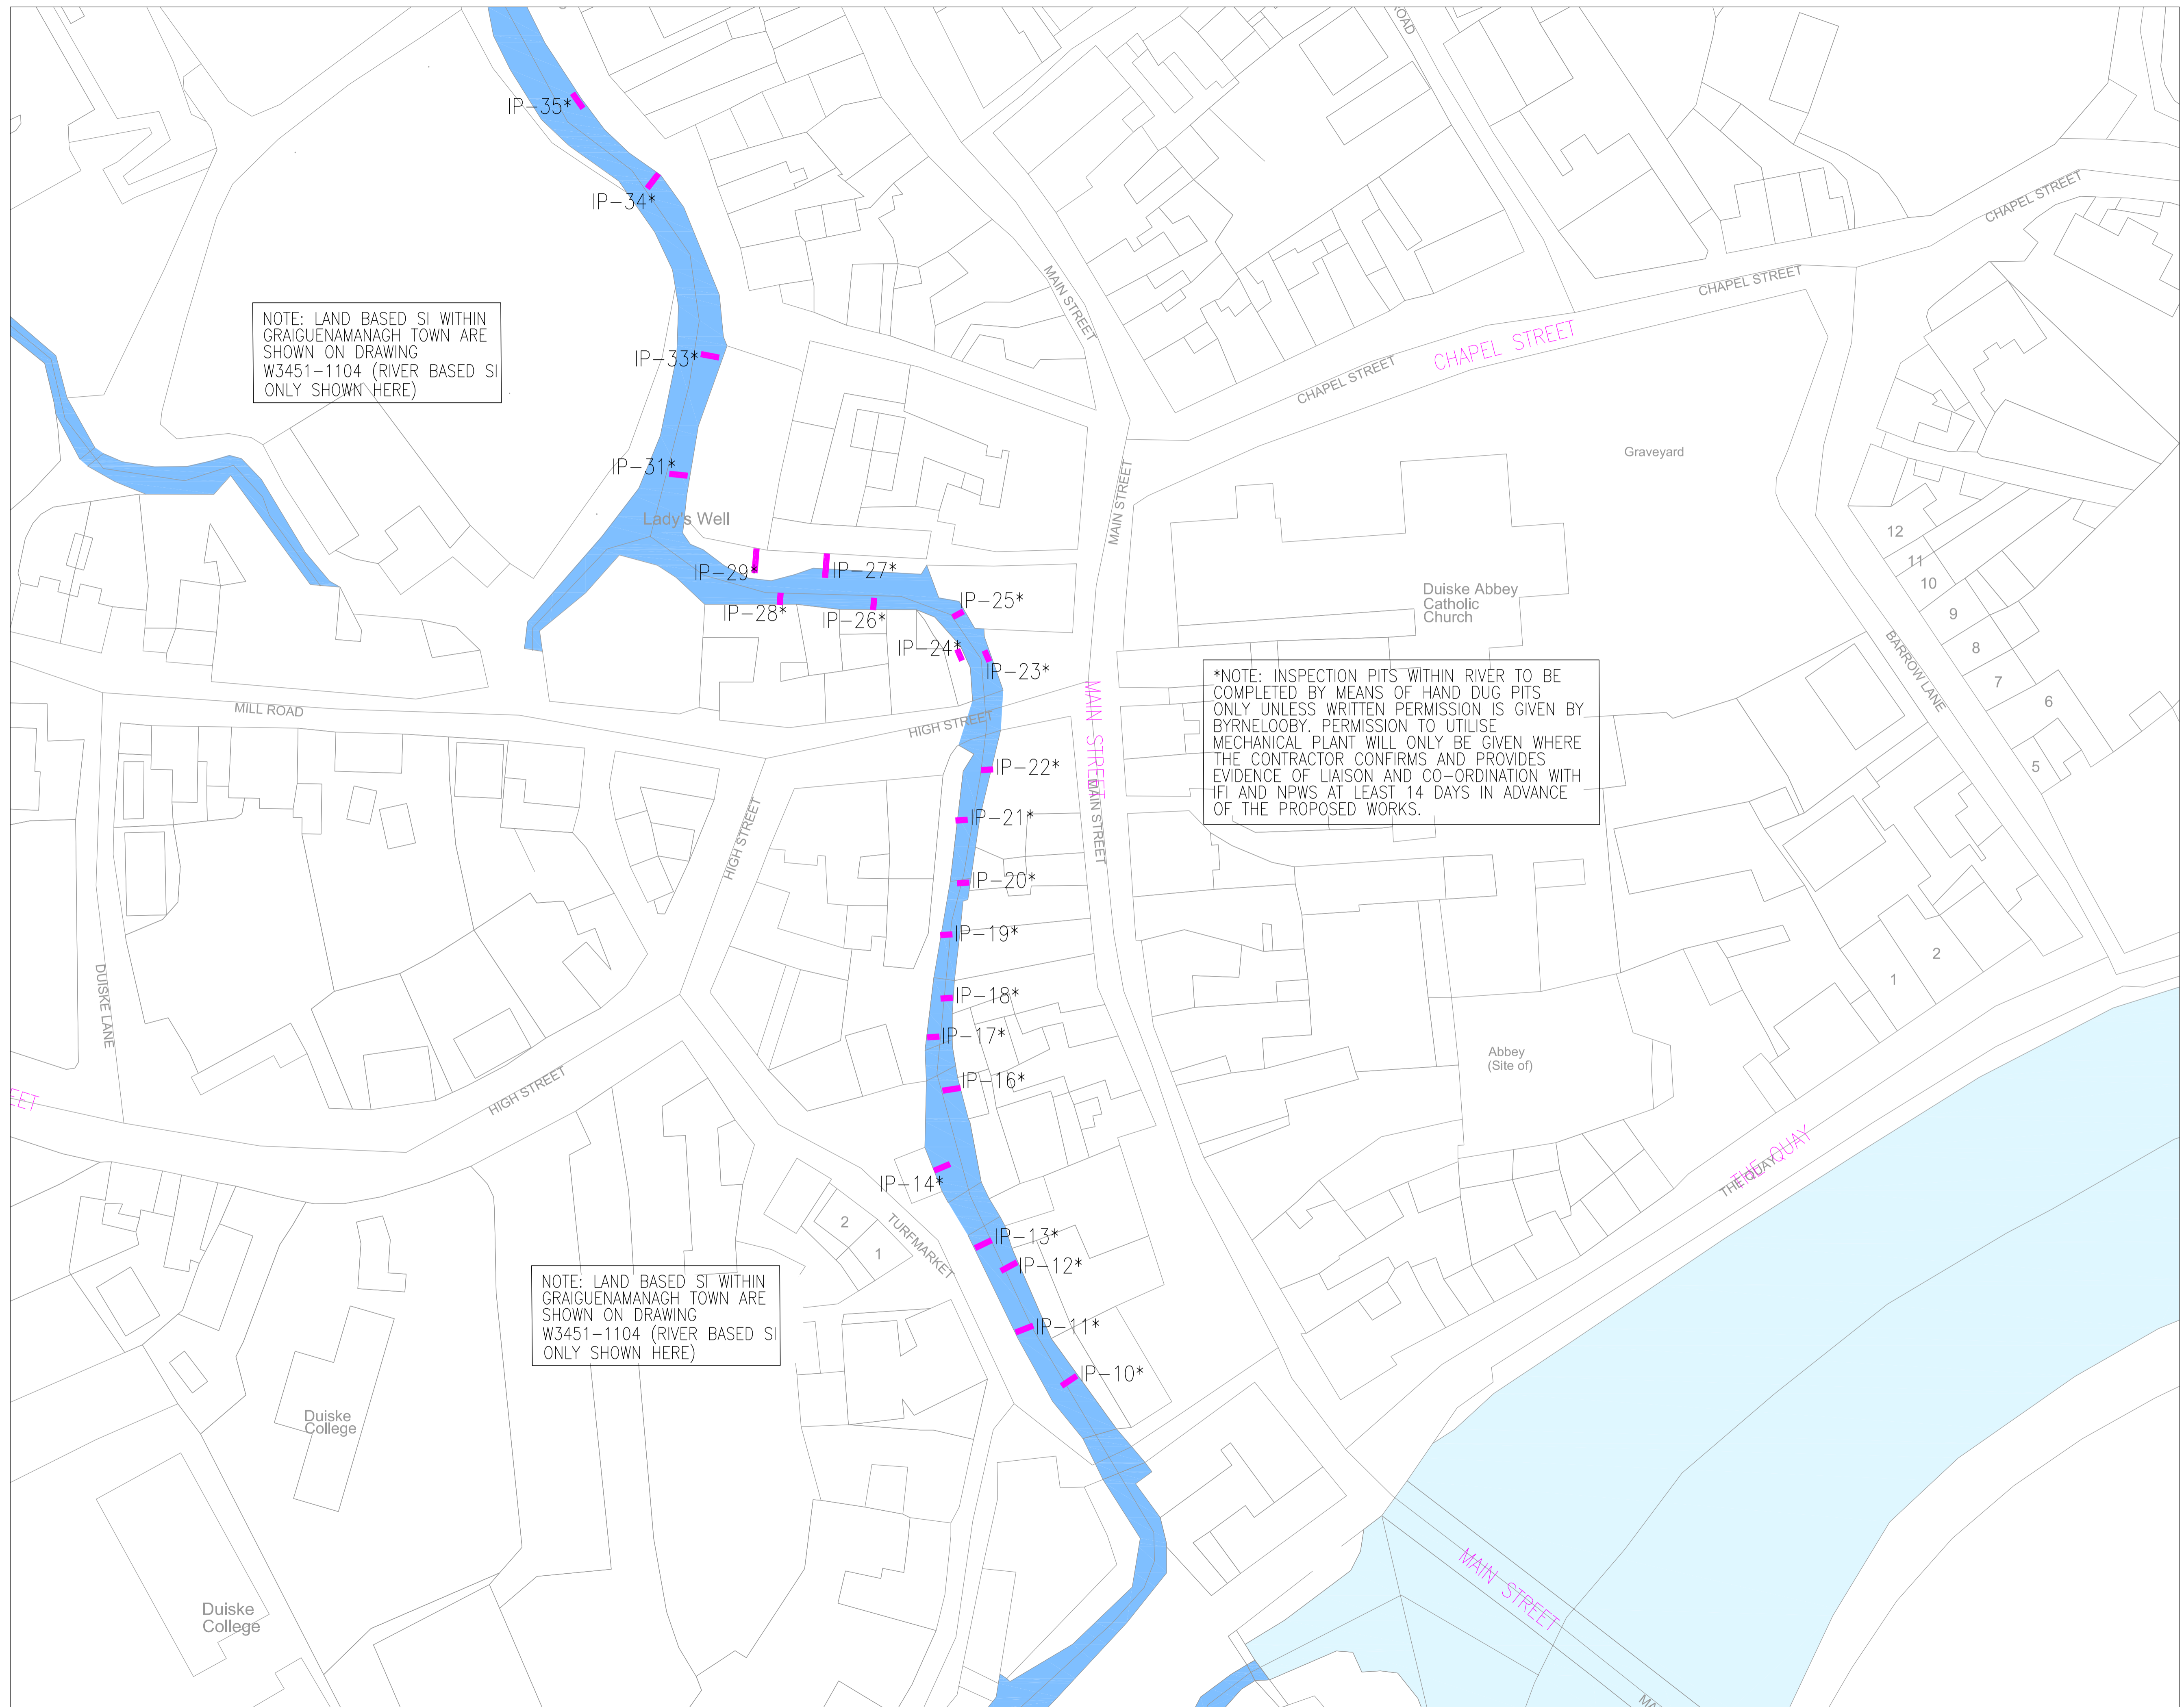 IP-35*
IP-34*
CHAPEL STREET
MAIN STREET
CHAPEL STREET
NOTE: LAND BASED SI WITHIN
GRAIGUENAMANAGH TOWN ARE
SHOWN ON DRAWING
W3451-1104 (RIVER BASED SI
ONLY SHOWN HERE)
IP-33*
CHAPEL STREET
CHAPEL STREET
Graveyard
IP-31*
MAIN STREET
Lady's Well
12
11
10
9
8
7
6
5
IP-29*
IP-27*
IP-28*
IP-26*
IP-25*
IP-24*
IP-23*
Duiske Abbey
Catholic
Church
BARROW LANE
*NOTE: INSPECTION PITS WITHIN RIVER TO BE
COMPLETED BY MEANS OF HAND DUG PITS
ONLY UNLESS WRITTEN PERMISSION IS GIVEN BY
BYRNELOOBY. PERMISSION TO UTILISE
MECHANICAL PLANT WILL ONLY BE GIVEN WHERE
THE CONTRACTOR CONFIRMS AND PROVIDES
EVIDENCE OF LIAISON AND CO-ORDINATION WITH
IFI AND NPWS AT LEAST 14 DAYS IN ADVANCE
OF THE PROPOSED WORKS.
MILL ROAD
HIGH STREET
MAIN STREET
MAIN STREET
IP-22*
IP-21*
HIGH STREET
IP-20*
IP-19*
DUISKE LANE
IP-18*
IP-17*
IP-16*
2
1
Abbey
(Site of)
HIGH STREET
IP-14*
THE QUAY
THE QUAY
2
1
TURFMARKET
IP-13*
IP-12*
NOTE: LAND BASED SI WITHIN
GRAIGUENAMANAGH TOWN ARE
SHOWN ON DRAWING
W3451-1104 (RIVER BASED SI
ONLY SHOWN HERE)
IP-11*
IP-10*
Duiske
College
MAIN STREET
Duiske
College